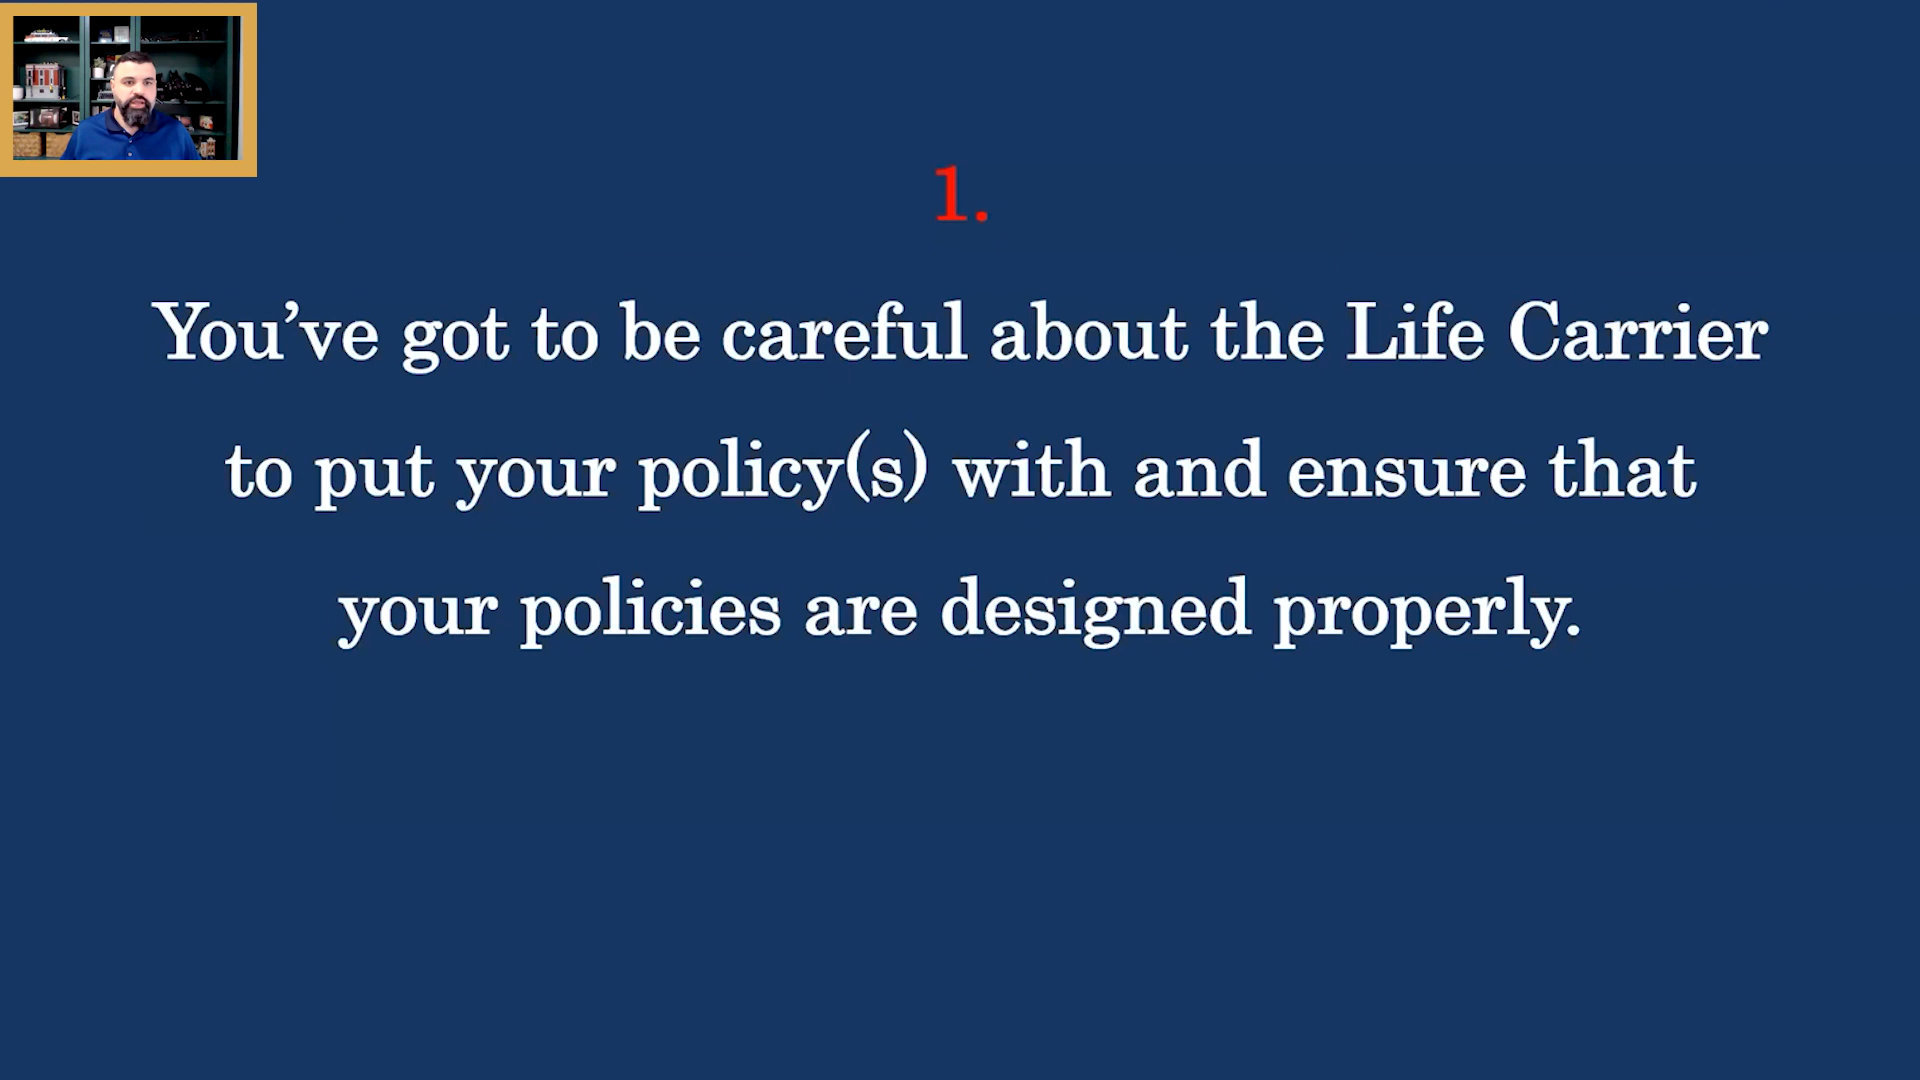 1.
You’ve got to be careful about the Life Carrier
to put your policy(s) with and ensure that
your policies are designed properly.